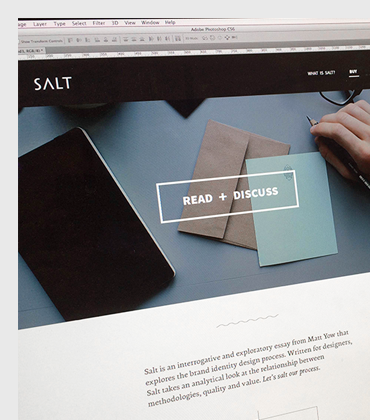 Layer Type Select Filter 3D View Window Help
Adobe Photoshop CS6
SΛLT
WHAT IS SALT?
BUY
READ + DISCUSS
Salt is an interrogative and exploratory essay from Matt Yow that
explores the brand identity design process. Written for designers,
Salt takes an analytical look at the relationship between
methodologies, quality and value. Let's salt our process.